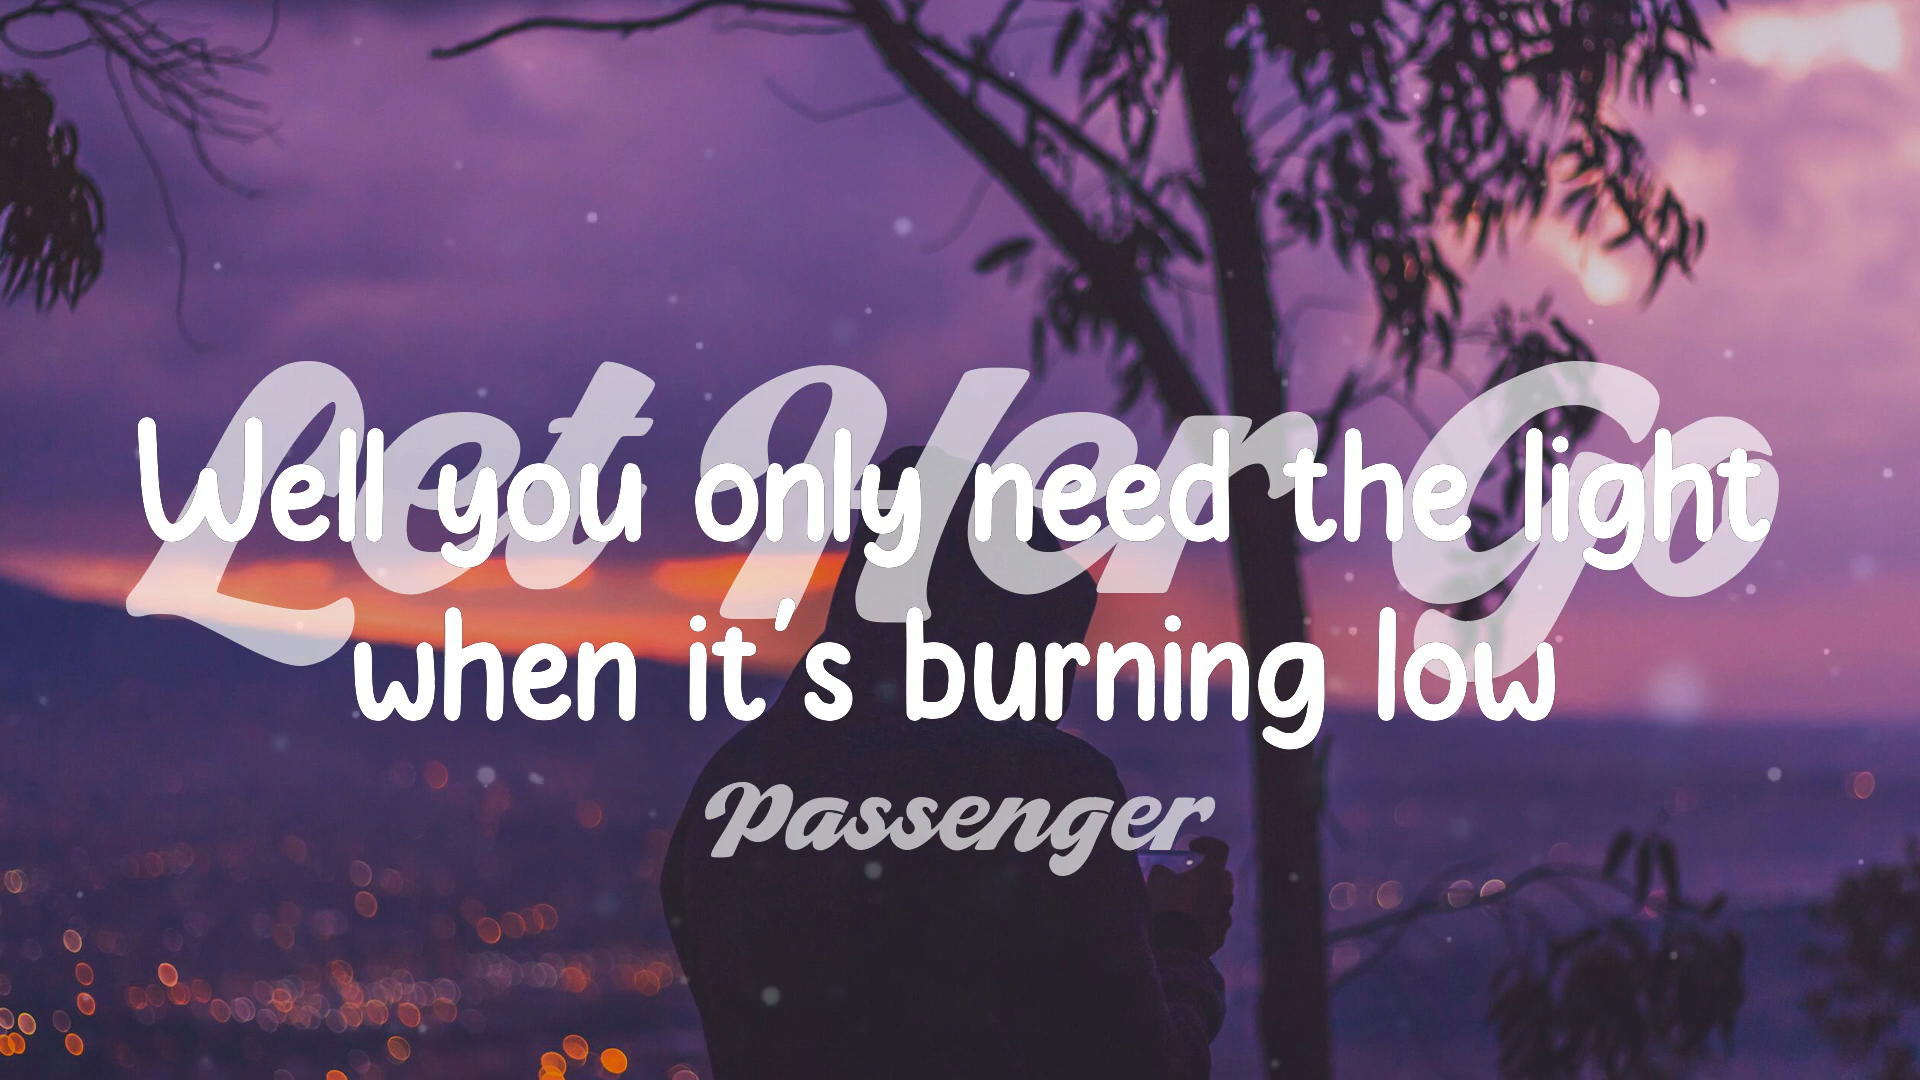 Let Her Go
Well you only need the light
when it's burning low
Passenger